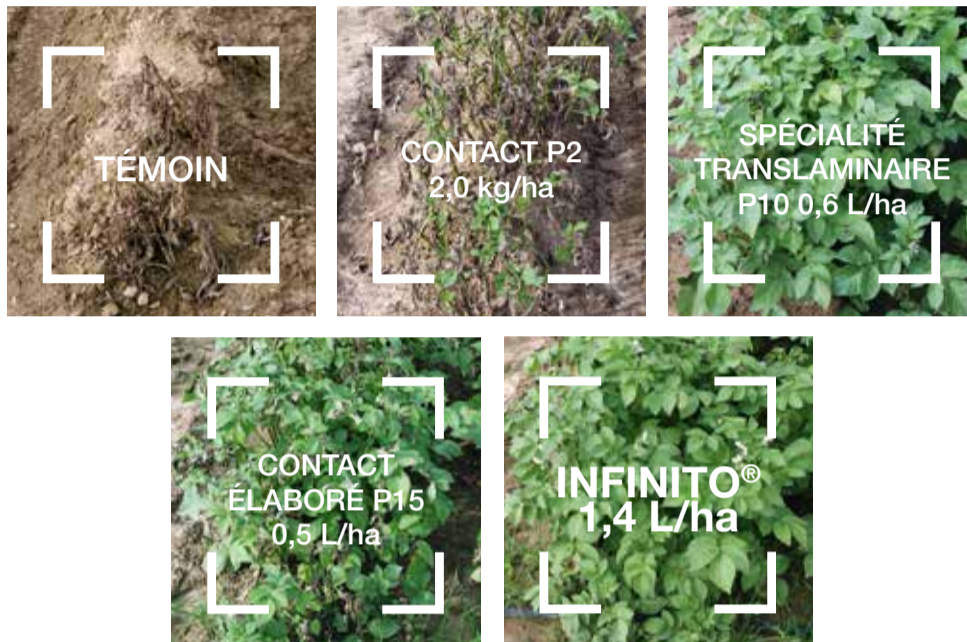 TÉMOIN
CONTACT P2
2,0 kg/ha
SPÉCIALITÉ
TRANSLAMINAIRE
P10 0,6 L/ha
CONTACT
ÉLABORÉ P15
0,5 L/ha
INFINITO®
1,4 L/ha